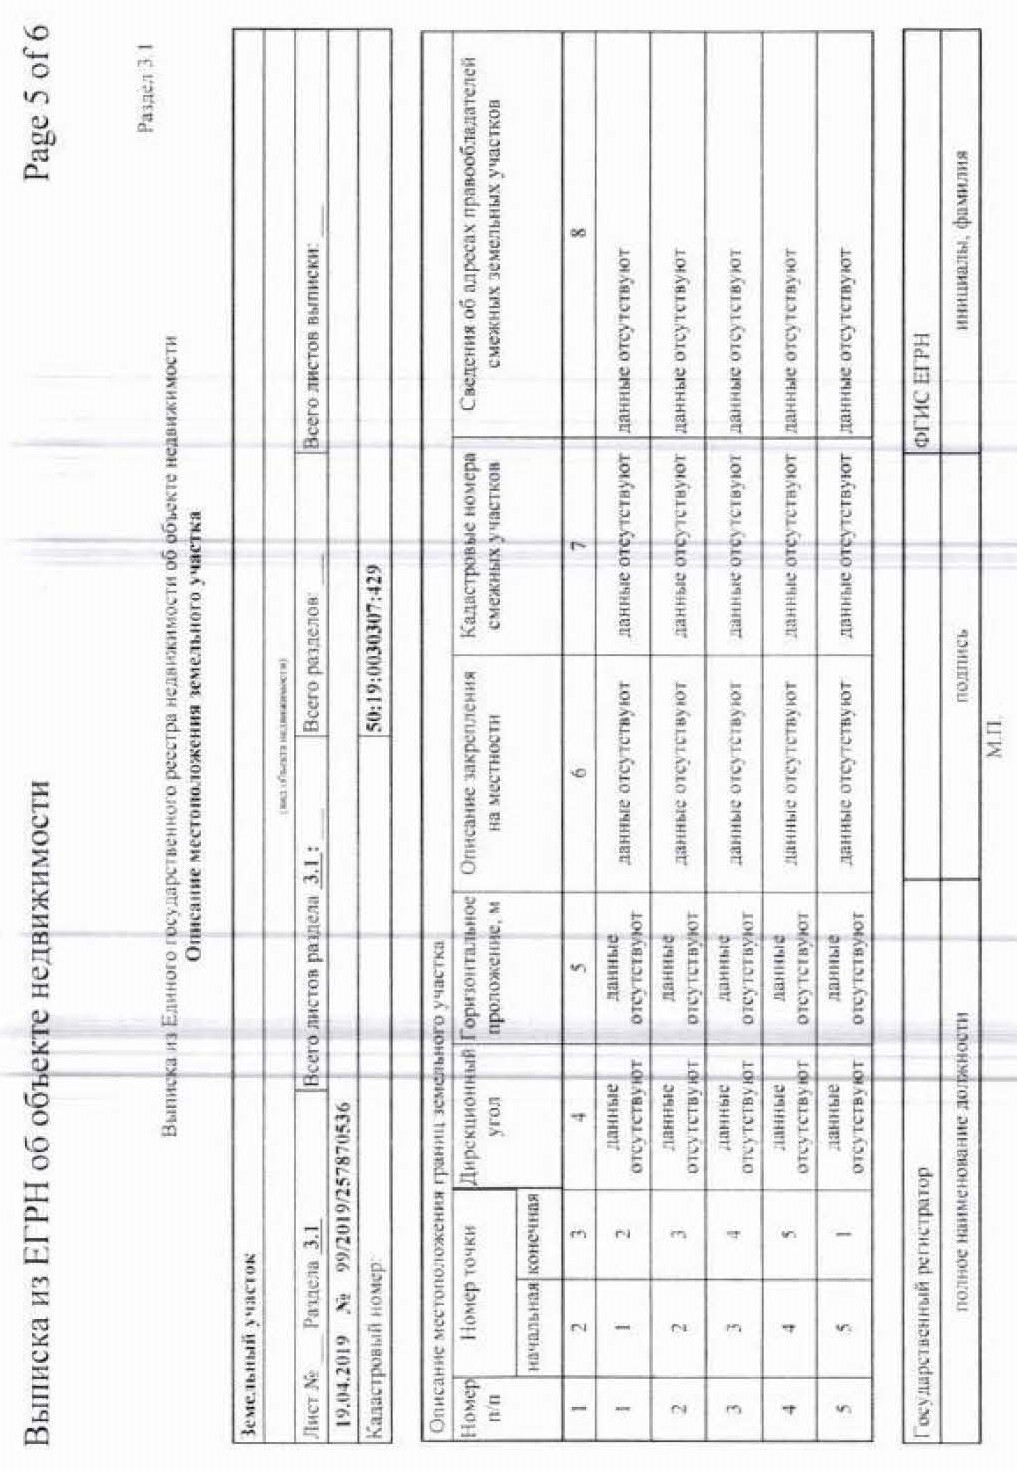 Выписка из ЕГРН об объекте недвижимости Page 5 of 6
Раздел 3.1
Выписка из Единого государственного реестра недвижимости об объекте недвижимости
Описание местоположения земельного участка
Земельный участок
(вид объекта недвижимости)
Лист № ___ Раздела 3.1 Всего листов раздела 3.1 : ___ Всего разделов: ___ Всего листов выписки: ___
19.04.2019 № 99/2019/257870536
Кадастровый номер: 50:19:0030307:429
Описание местоположения границ земельного участка
Номер п/п Номер точки Дирекционный угол Горизонтальное проложение, м Описание закрепления на местности Кадастровые номера смежных участков Сведения об адресах правообладателей смежных земельных участков
начальная конечная
1 2 3 4 5 6 7 8
1 1 2 данные отсутствуют данные отсутствуют данные отсутствуют данные отсутствуют данные отсутствуют
2 2 3 данные отсутствуют данные отсутствуют данные отсутствуют данные отсутствуют данные отсутствуют
3 3 4 данные отсутствуют данные отсутствуют данные отсутствуют данные отсутствуют данные отсутствуют
4 4 5 данные отсутствуют данные отсутствуют данные отсутствуют данные отсутствуют данные отсутствуют
5 5 1 данные отсутствуют данные отсутствуют данные отсутствуют данные отсутствуют данные отсутствуют
Государственный регистратор ФГИС ЕГРН
полное наименование должности подпись инициалы, фамилия
М.П.